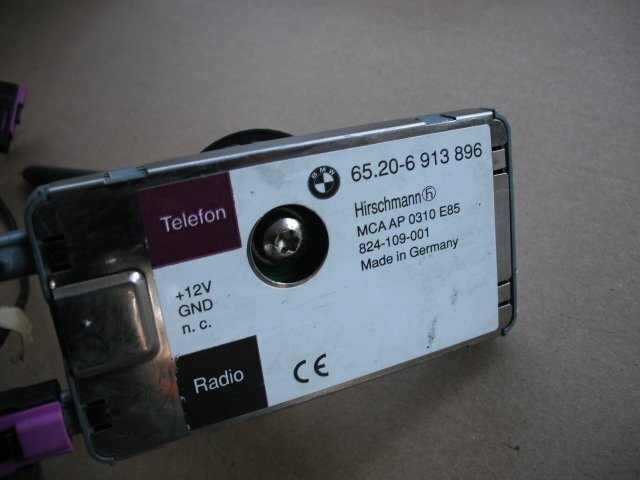 Telefon
BMW
65.20-6 913 896
Hirschmann h
MCA AP 0310 E85
824-109-001
Made in Germany
+12V
GND
n. c.
Radio
CE